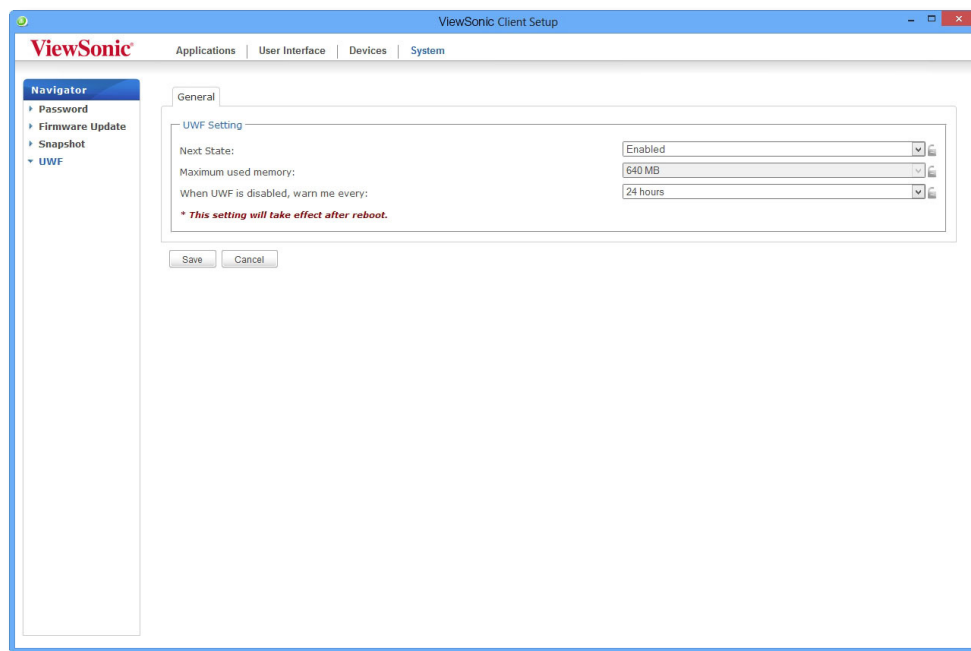 ViewSonic Client Setup
ViewSonic®
Applications | User Interface | Devices | System
Navigator
Password
Firmware Update
Snapshot
UWF
General
UWF Setting
Next State: Enabled
Maximum used memory: 640 MB
When UWF is disabled, warn me every: 24 hours
* This setting will take effect after reboot.
Save Cancel